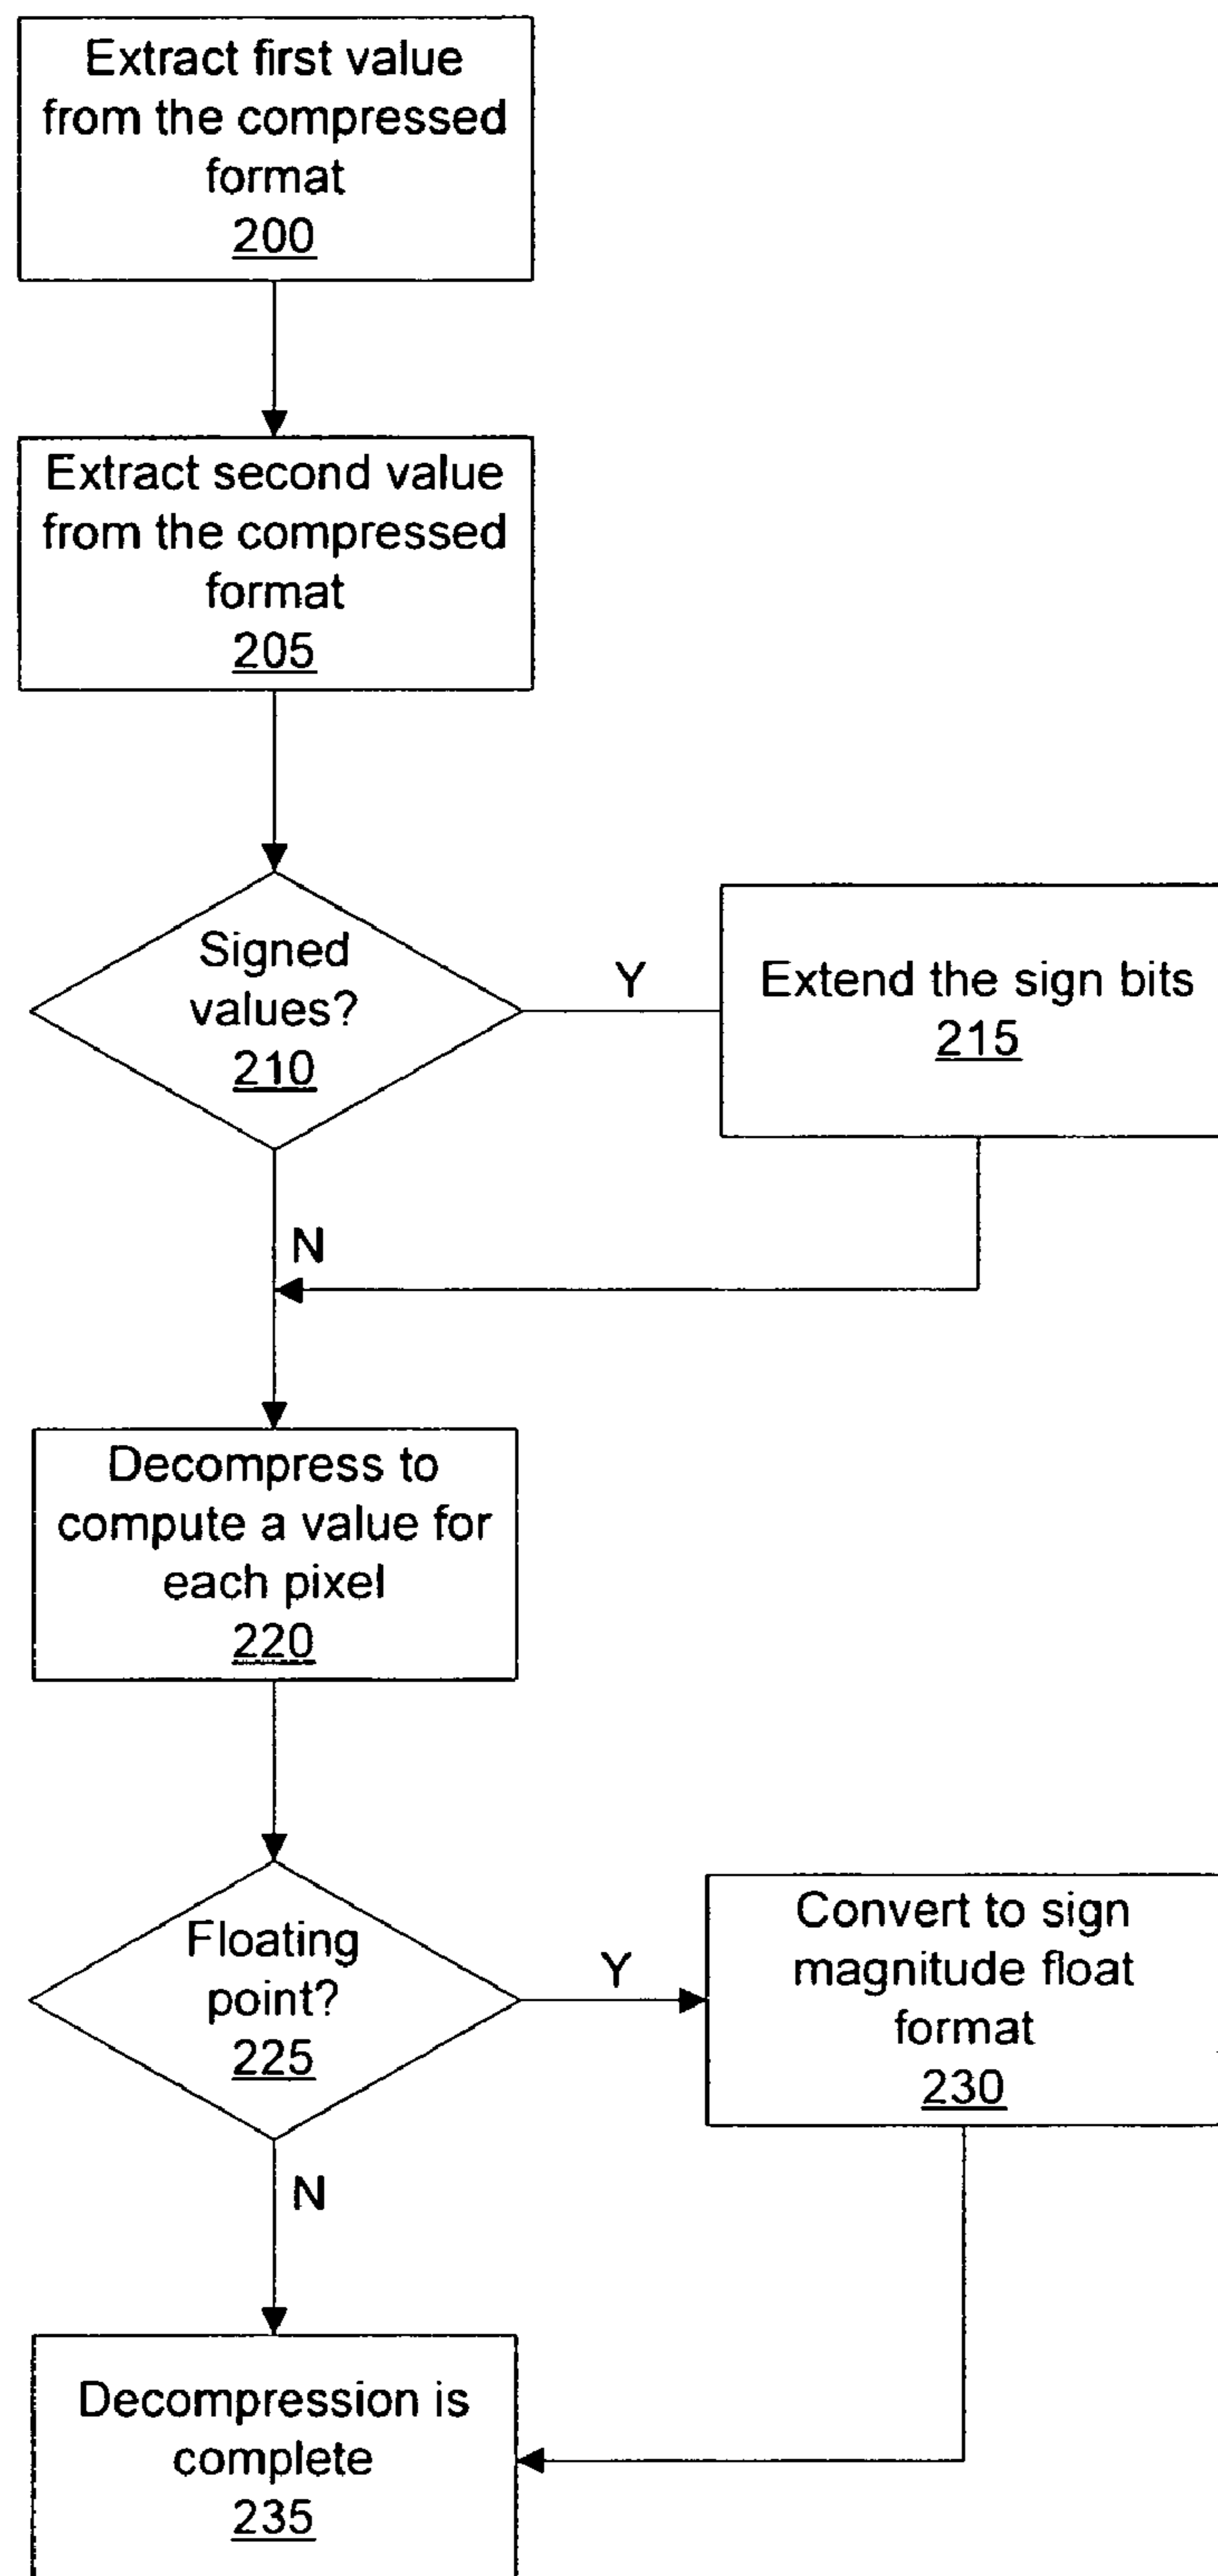 Extract first value
from the compressed
format
200
Extract second value
from the compressed
format
205
Signed
values?
210
Y
Extend the sign bits
215
N
Decompress to
compute a value for
each pixel
220
Floating
point?
225
Y
Convert to sign
magnitude float
format
230
N
Decompression is
complete
235